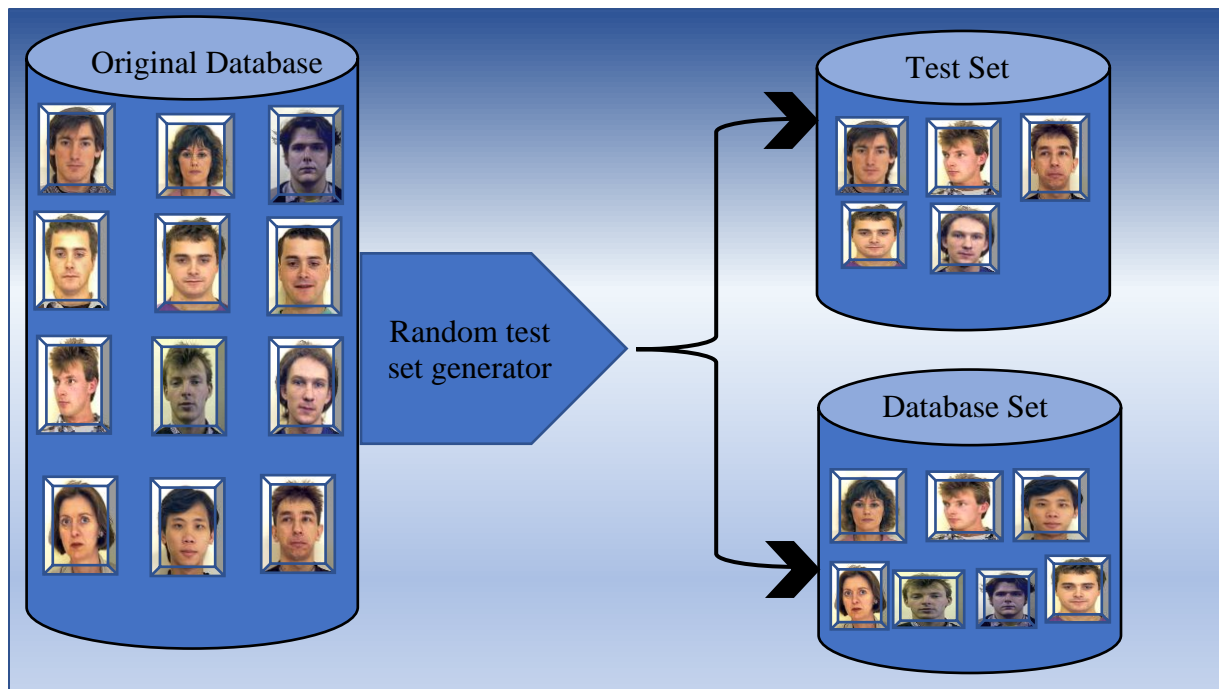 Original Database
Random test
set generator
Test Set
Database Set